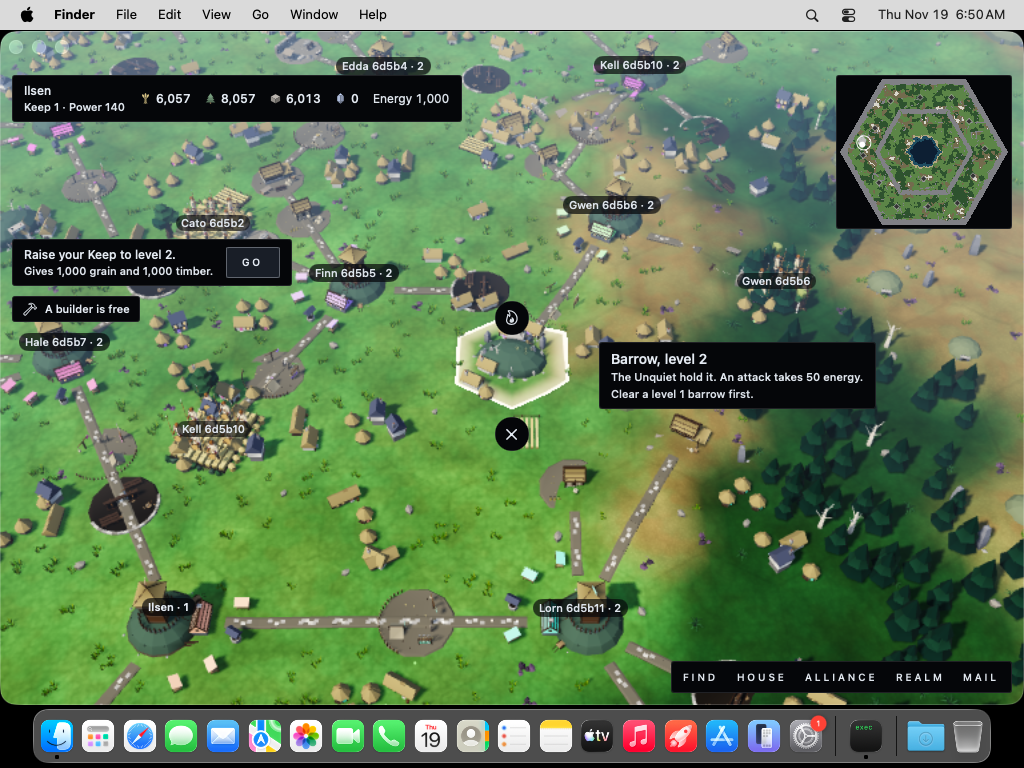 Finder File Edit View Go Window Help Thu Nov 19 6:50 AM
Edda 6d5b4 · 2
Kell 6d5b10 · 2
Ilsen
Keep 1 · Power 140
6,057 8,057 6,013 0 Energy 1,000
Gwen 6d5b6 · 2
Cato 6d5b2
Raise your Keep to level 2.
Gives 1,000 grain and 1,000 timber.
GO
Finn 6d5b5 · 2
Gwen 6d5b6
A builder is free
Hale 6d5b7 · 2
Barrow, level 2
The Unquiet hold it. An attack takes 50 energy.
Clear a level 1 barrow first.
Kell 6d5b10
Ilsen · 1
Lorn 6d5b11 · 2
FIND HOUSE ALLIANCE REALM MAIL
Thu
19
tv
1
exec